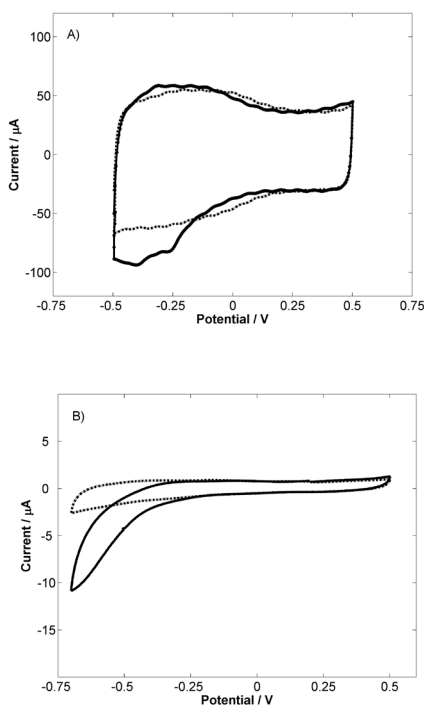 A)
100
50
0
-50
-100
Current / µA
-0.75 -0.5 -0.25 0 0.25 0.5 0.75
Potential / V
B)
5
0
-5
-10
-15
Current / µA
-0.75 -0.5 -0.25 0 0.25 0.5
Potential / V